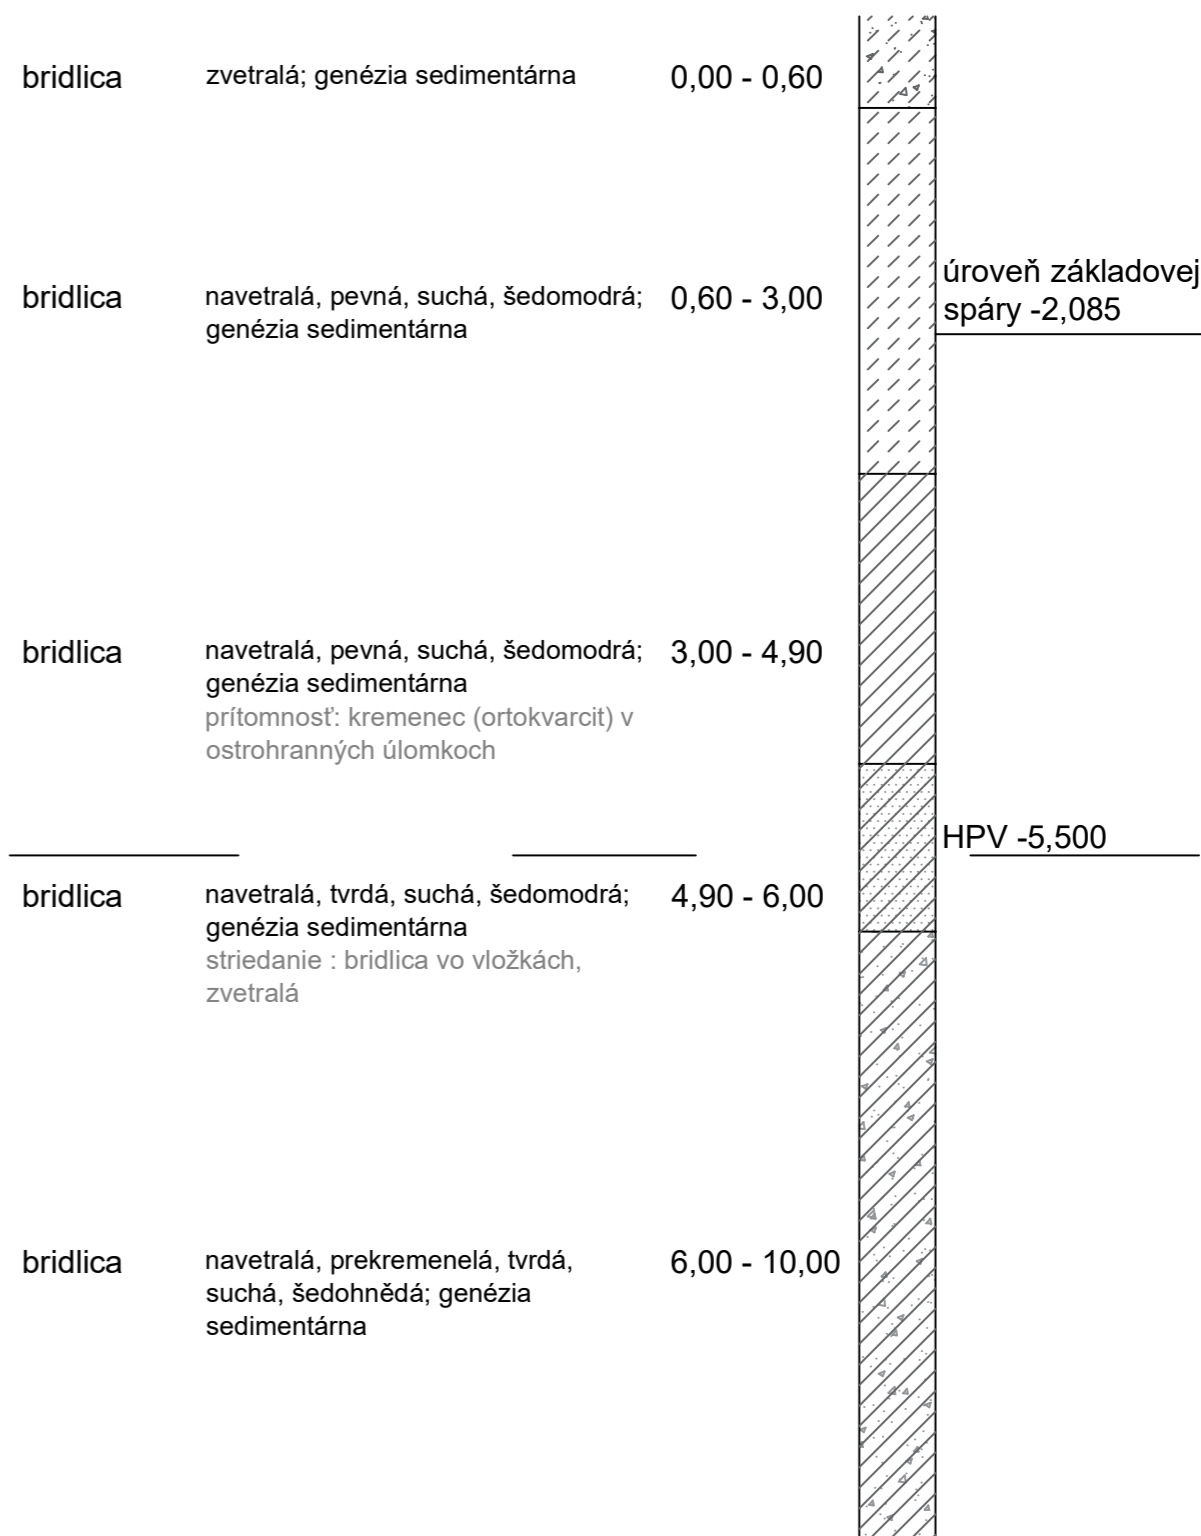 bridlica zvetralá; genézia sedimentárna 0,00 - 0,60
úroveň základovej
bridlica navetralá, pevná, suchá, šedomodrá; 0,60 - 3,00
spáry -2,085
genézia sedimentárna
bridlica navetralá, pevná, suchá, šedomodrá; 3,00 - 4,90
genézia sedimentárna
prítomnosť: kremenec (ortokvarcit) v
ostrohranných úlomkoch
HPV -5,500
bridlica navetralá, tvrdá, suchá, šedomodrá; 4,90 - 6,00
genézia sedimentárna
striedanie : bridlica vo vložkách,
zvetralá
bridlica navetralá, prekremenelá, tvrdá, 6,00 - 10,00
suchá, šedohnědá; genézia
sedimentárna